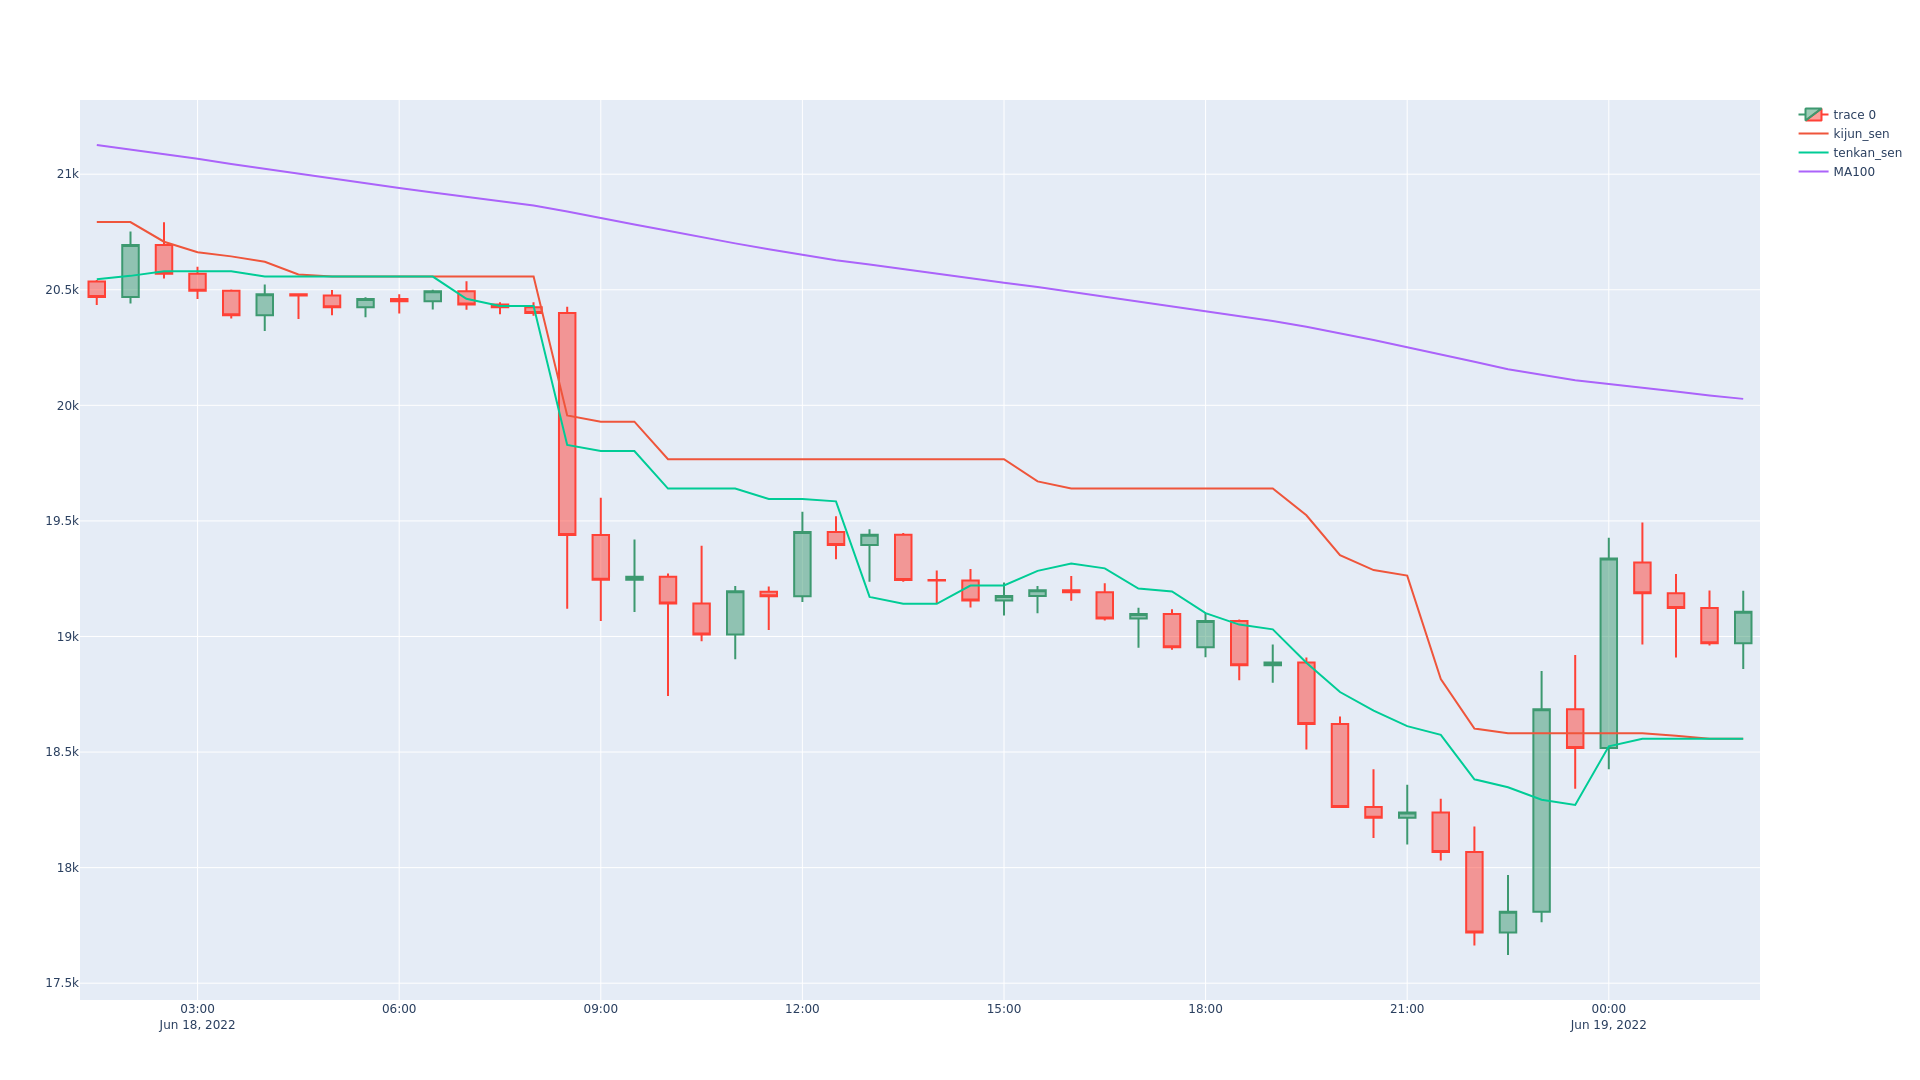 trace 0
kijun_sen
tenkan_sen
MA100
21k
20.5k
20k
19.5k
19k
18.5k
18k
17.5k
03:00 06:00 09:00 12:00 15:00 18:00 21:00 00:00
Jun 18, 2022 Jun 19, 2022